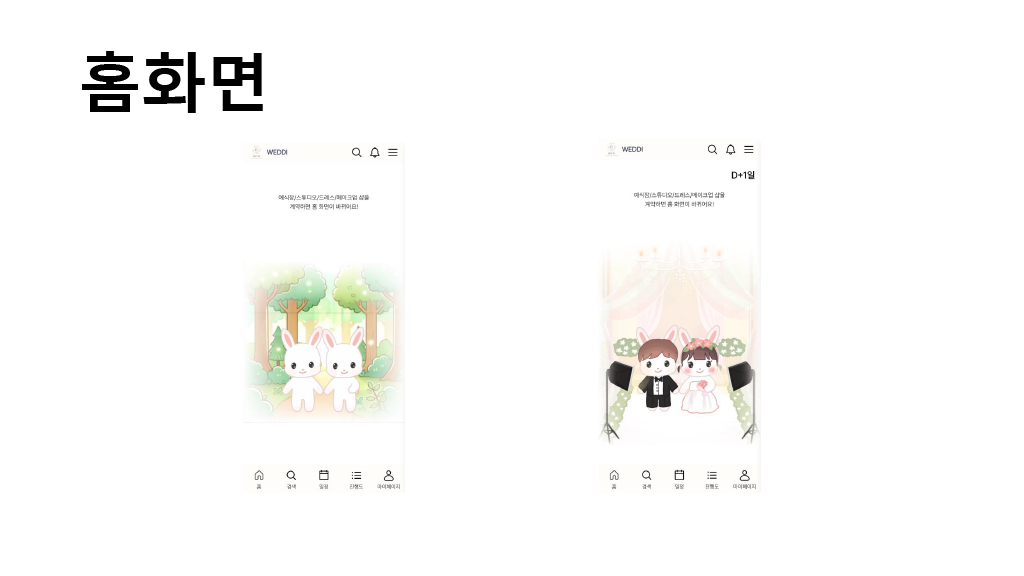 홈화면
WEDDI
예식장/스튜디오/드레스/메이크업 샵을
계약하면 홈 화면이 바뀌어요!
홈 검색 일정 진행도 마이페이지
WEDDI
D+1일
예식장/스튜디오/드레스/메이크업 샵을
계약하면 홈 화면이 바뀌어요!
홈 검색 일정 진행도 마이페이지